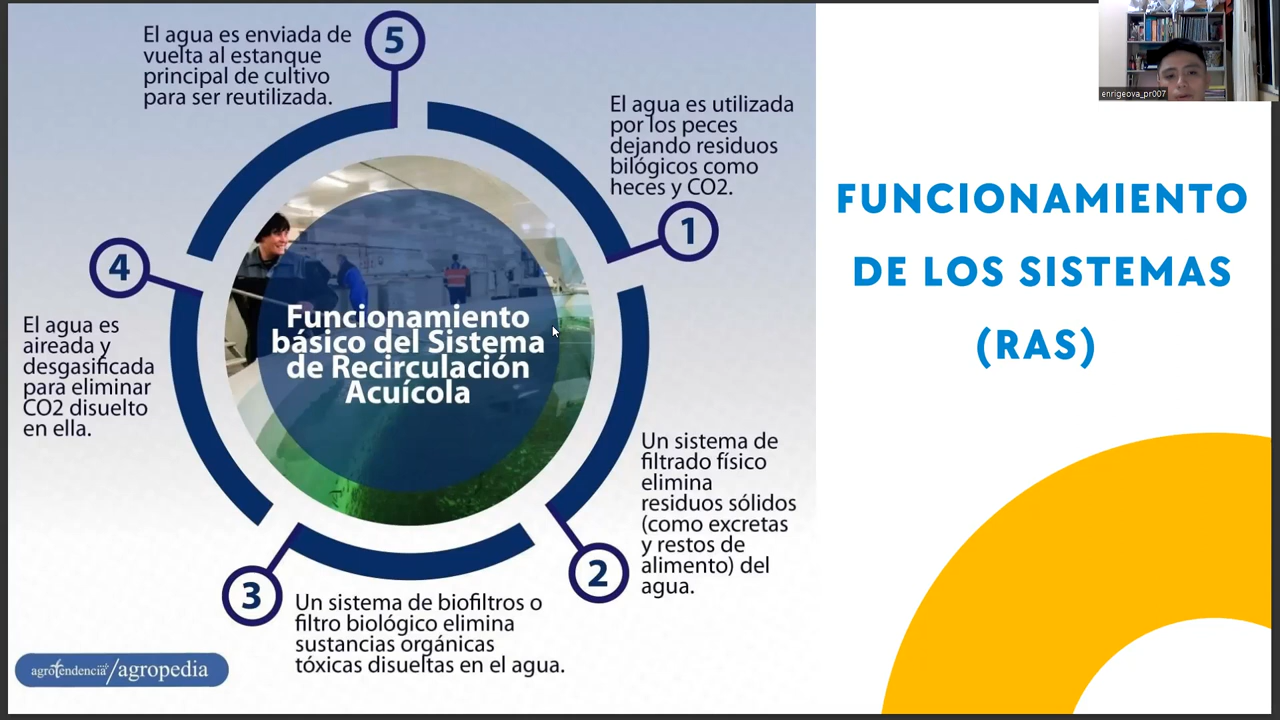 El agua es enviada de
vuelta al estanque
principal de cultivo
para ser reutilizada.
5
El agua es utilizada
por los peces
dejando residuos
bilógicos como
heces y CO2.
1
enrigeova_pr007
FUNCIONAMIENTO
DE LOS SISTEMAS
(RAS)
4
El agua es
aireada y
desgasificada
para eliminar
CO2 disuelto
en ella.
Funcionamiento
básico del Sistema
de Recirculación
Acuícola
Un sistema de
filtrado físico
elimina
residuos sólidos
(como excretas
y restos de
alimento) del
agua.
2
3
Un sistema de biofiltros o
filtro biológico elimina
sustancias orgánicas
tóxicas disueltas en el agua.
agrotendencia/agropedia